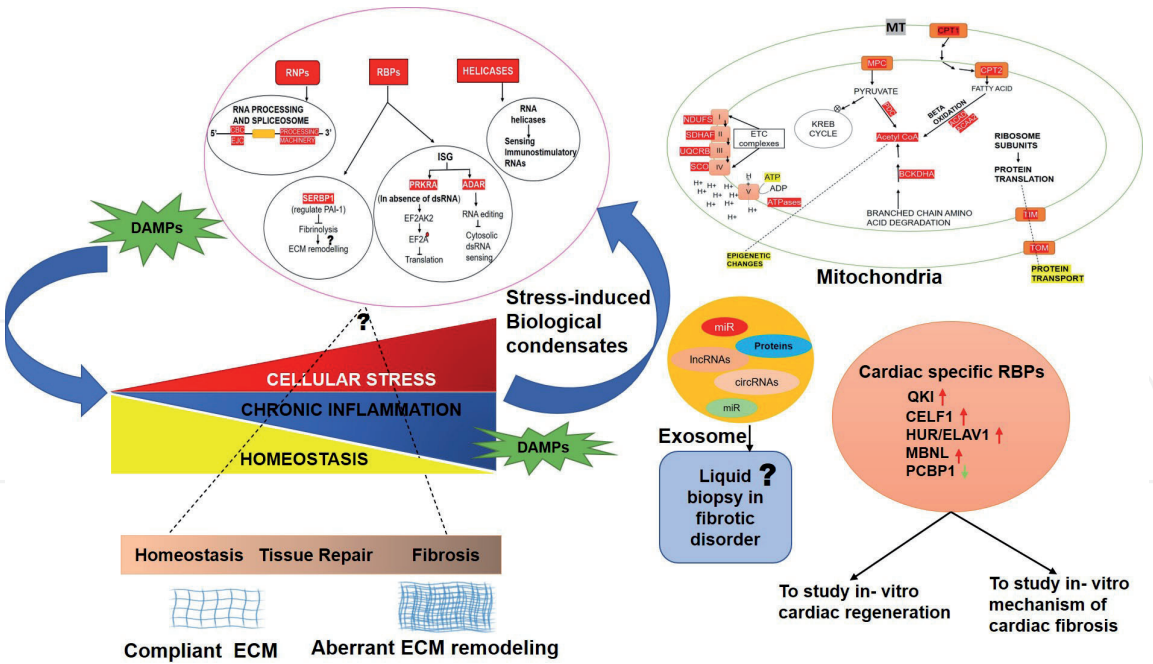 RNPs
RBPs
HELICASES
RNA PROCESSING
AND SPLICEOSOME
5'
CBC
EJC
PROCESSING
MACHINERY
3'
RNA
helicases
Sensing
Immunostimulatory
RNAs
ISG
PRKRA
ADAR
(In absence of dsRNA)
EF2AK2
EF2A
Translation
RNA editing
Cytosolic
dsRNA
sensing
SERBP1
(regulate PAI-1)
Fibrinolysis
?
ECM remodelling
DAMPs
?
Stress-induced
Biological
condensates
CELLULAR STRESS
CHRONIC INFLAMMATION
HOMEOSTASIS
DAMPs
Homeostasis Tissue Repair Fibrosis
Compliant ECM
Aberrant ECM remodeling
MT
CPT1
MPC
CPT2
PYRUVATE
FATTY ACID
BETA
OXIDATION
KREB
CYCLE
Acetyl CoA
NDUFS
I
SDHAF
II
UQCRB
III
SCO
IV
ETC
complexes
H
H+ H+ H+
H+ H+
H+ H+
H+
V
ATP
ADP
ATPases
BCKDHA
BRANCHED CHAIN AMINO
ACID DEGRADATION
RIBOSOME
SUBUNITS
PROTEIN
TRANSLATION
TIM
TOM
EPIGENETIC
CHANGES
PROTEIN
TRANSPORT
Mitochondria
miR
Proteins
lncRNAs
circRNAs
miR
Exosome
Liquid ?
biopsy in
fibrotic
disorder
Cardiac specific RBPs
QKI
CELF1
HUR/ELAV1
MBNL
PCBP1
To study in- vitro
cardiac regeneration
To study in- vitro
mechanism of
cardiac fibrosis